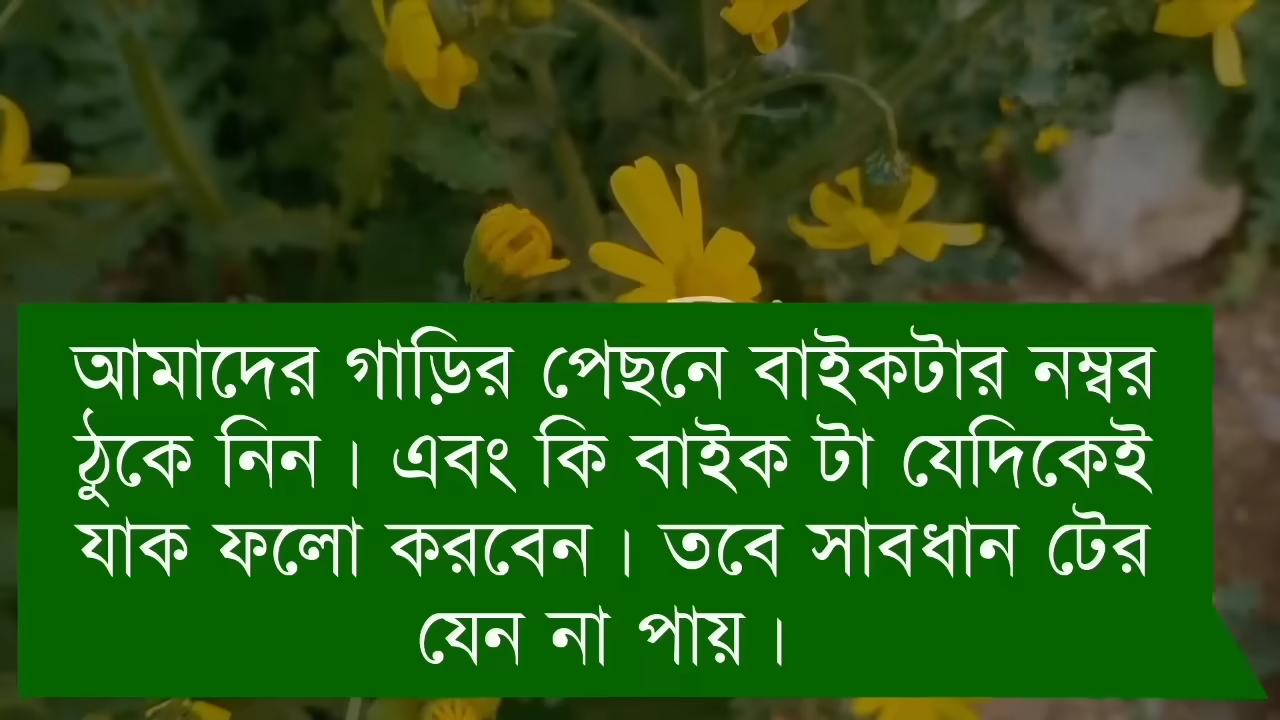 আমাদের গাড়ির পেছনে বাইকটার নম্বর
ঠুকে নিন । এবং কি বাইক টা যেদিকেই
যাক ফলো করবেন । তবে সাবধান টের
যেন না পায় ।